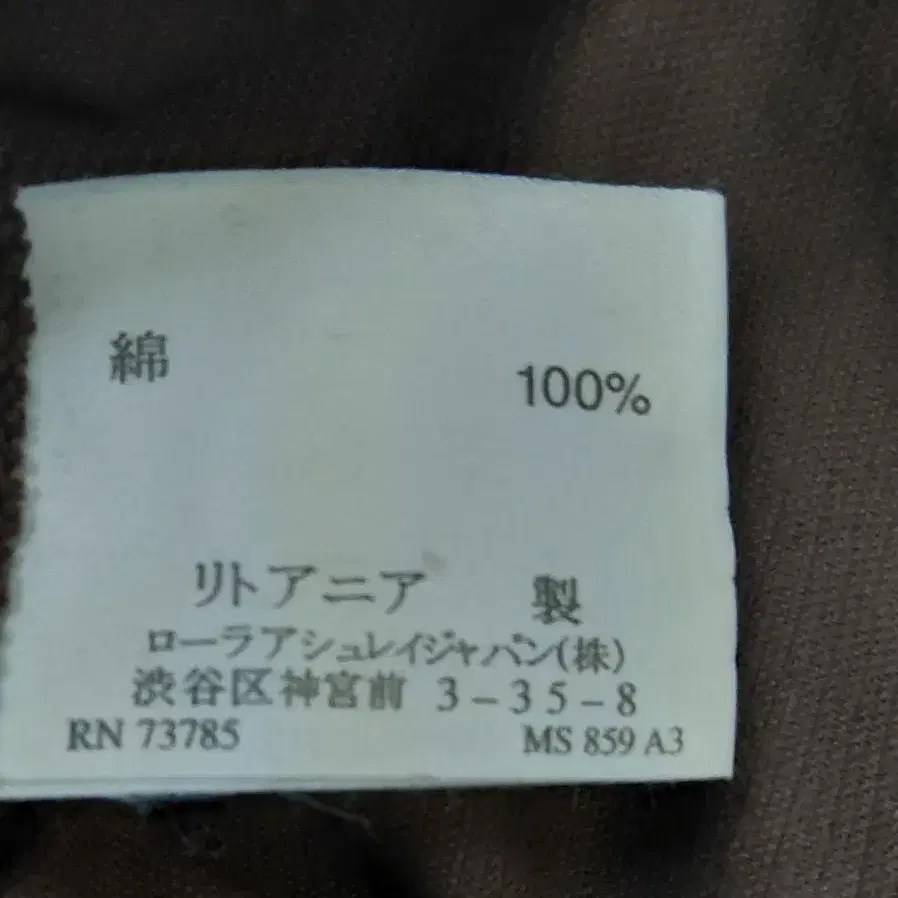 綿 100%
リトアニア 製
ローラアシュレイジャパン(株)
渋谷区神宮前 3-35-8
RN 73785 MS 859 A3